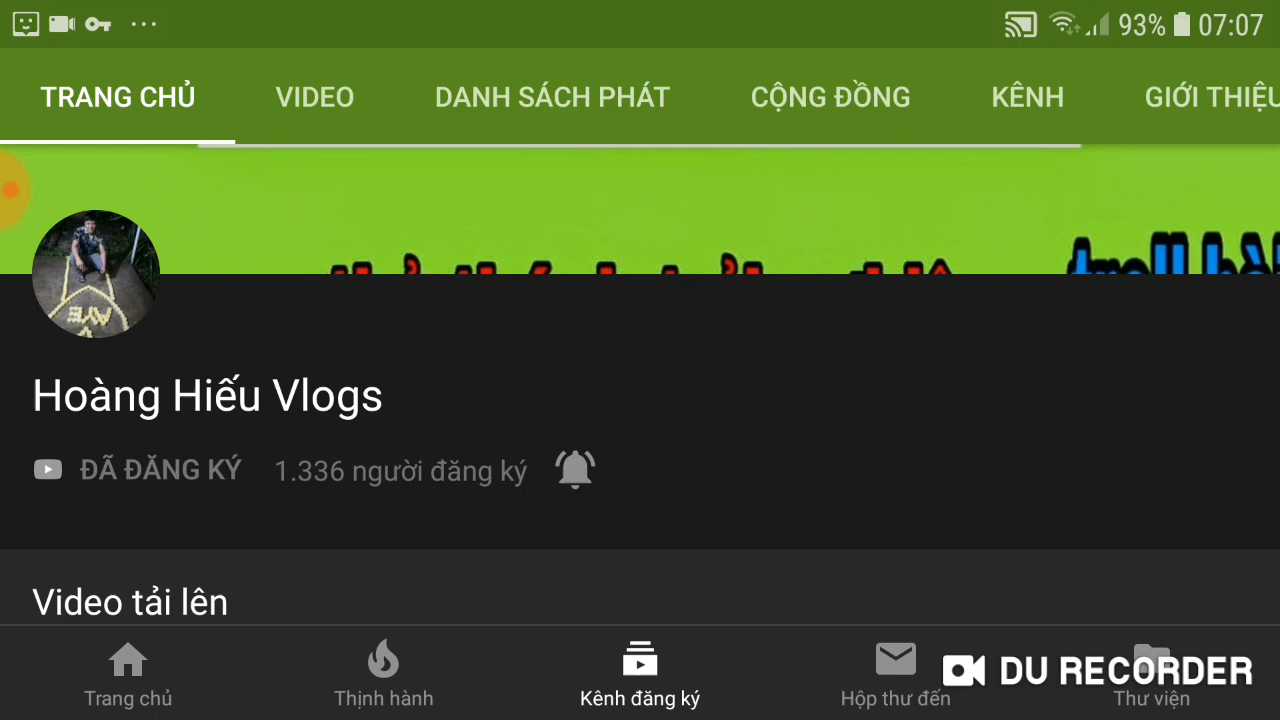 93% 07:07
TRANG CHỦ VIDEO DANH SÁCH PHÁT CỘNG ĐỒNG KÊNH GIỚI THIỆU
troll
Hoàng Hiếu Vlogs
ĐÃ ĐĂNG KÝ 1.336 người đăng ký
Video tải lên
Trang chủ Thịnh hành Kênh đăng ký Hộp thư đến Thư viện
DU RECORDER